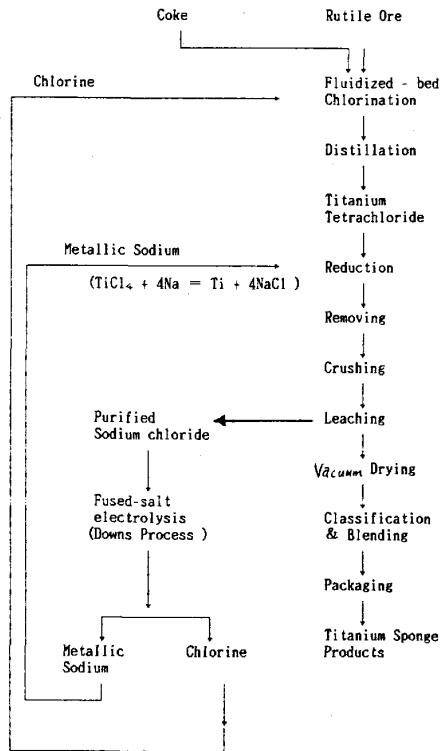 Coke
Rutile Ore
Chlorine
Fluidized - bed
Chlorination
Distillation
Titanium
Tetrachloride
Metallic Sodium
Reduction
(TiCl₄ + 4Na = Ti + 4NaCl )
Removing
Crushing
Purified
Sodium chloride
Leaching
Vacuum Drying
Fused-salt
electrolysis
(Downs Process )
Classification
& Blending
Packaging
Metallic
Sodium
Chlorine
Titanium Sponge
Products